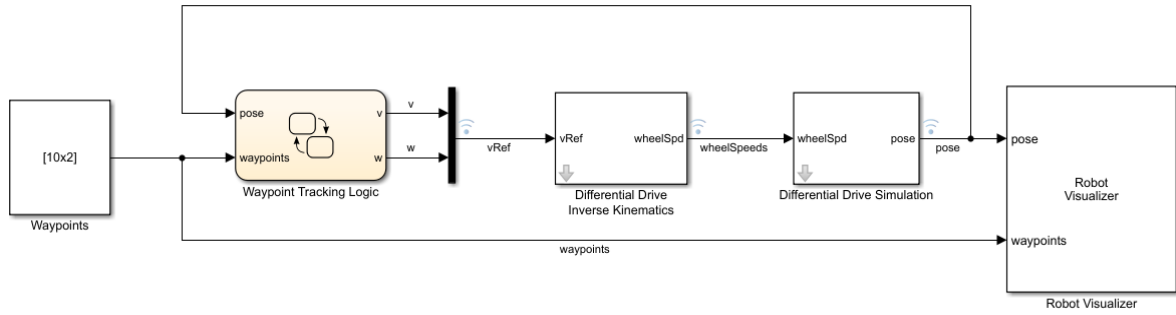 [10x2]
Waypoints
pose
waypoints
v
w
Waypoint Tracking Logic
v
w
vRef
vRef
wheelSpd
Differential Drive
Inverse Kinematics
wheelSpeeds
wheelSpd
pose
Differential Drive Simulation
pose
waypoints
pose
Robot
Visualizer
waypoints
Robot Visualizer